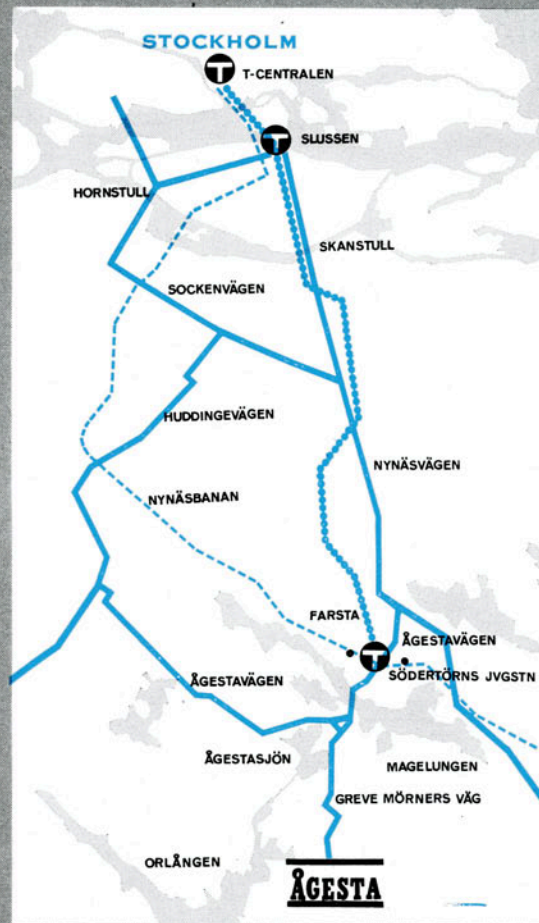 STOCKHOLM
T T-CENTRALEN
T SLUSSEN
HORNSTULL
SKANSTULL
SOCKENVÄGEN
HUDDINGEVÄGEN
NYNÄSVÄGEN
NYNÄSBANAN
FARSTA
T
ÅGESTAVÄGEN
SÖDERTÖRNS JVGSTN
ÅGESTAVÄGEN
ÅGESTASJÖN
MAGELUNGEN
GREVE MÖRNERS VÄG
ORLÅNGEN
ÅGESTA